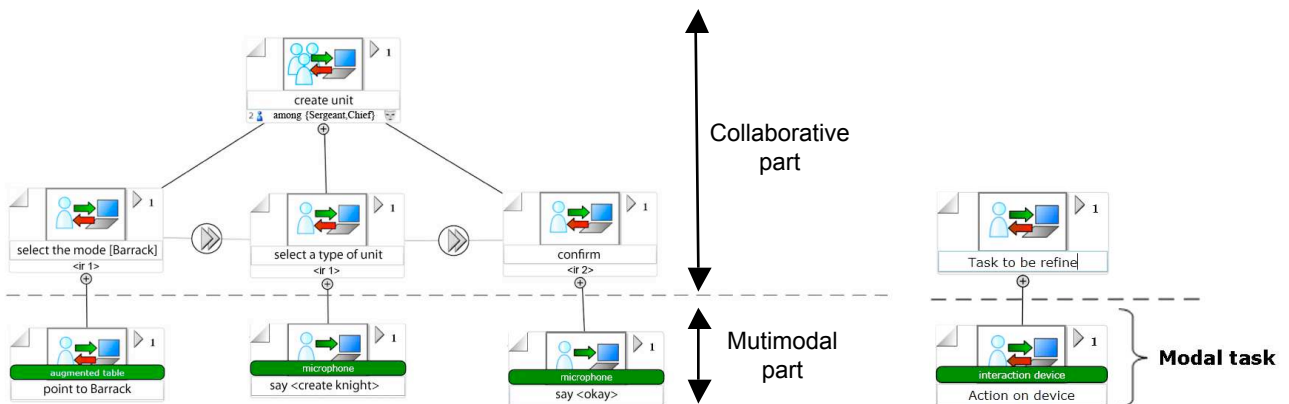 1
create unit
2 among {Sergeant,Chief}
Collaborative
part
1
select the mode [Barrack]
<ir 1>
1
select a type of unit
<ir 1>
1
confirm
<ir 2>
1
Task to be refine
1
augmented table
point to Barrack
1
microphone
say <create knight>
1
microphone
say <okay>
Mutimodal
part
1
interaction device
Action on device
Modal task